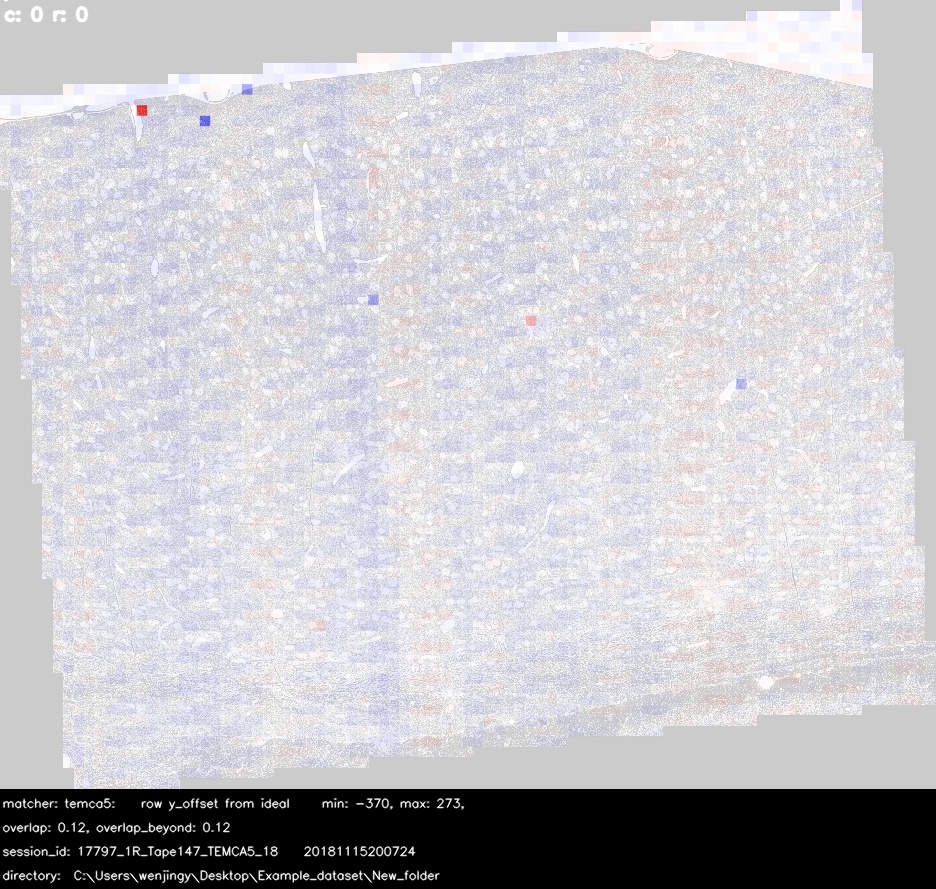 c: 0 r: 0
matcher: temca5: row y_offset from ideal min: -370, max: 273,
overlap: 0.12, overlap_beyond: 0.12
session_id: 17797_1R_Tape147_TEMCA5_18 20181115200724
directory: C:\Users\wenjingy\Desktop\Example_dataset\New_folder